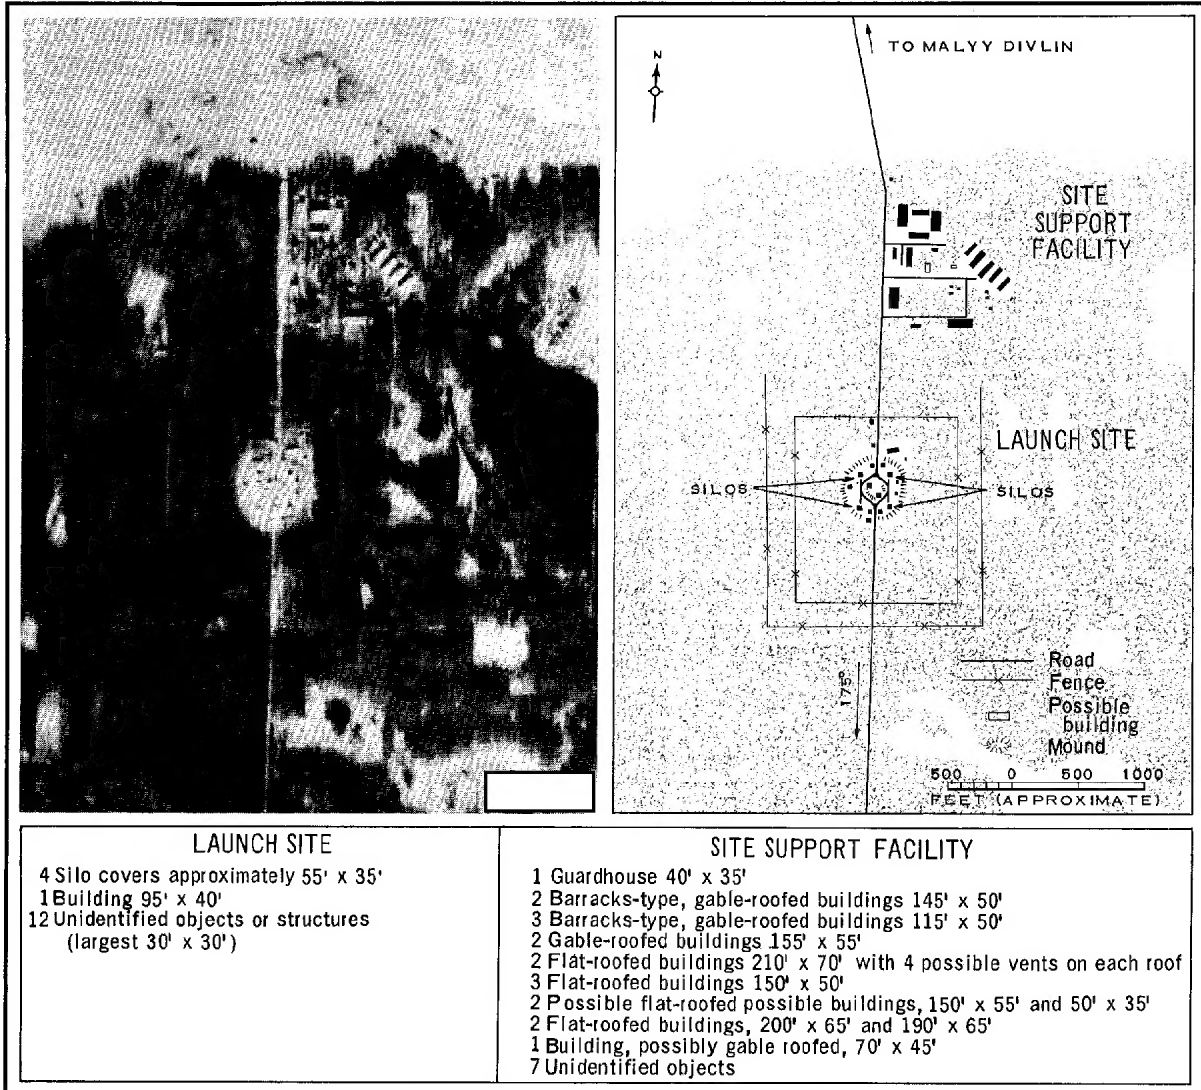 TO MALYY DIVLIN
N
SITE
SUPPORT
FACILITY
LAUNCH SITE
SILOS
SILOS
175°
Road
Fence
Possible
building
Mound
500 0 500 1000
FEET (APPROXIMATE)
LAUNCH SITE
4 Silo covers approximately 55' x 35'
1 Building 95' x 40'
12 Unidentified objects or structures
(largest 30' x 30')
SITE SUPPORT FACILITY
1 Guardhouse 40' x 35'
2 Barracks-type, gable-roofed buildings 145' x 50'
3 Barracks-type, gable-roofed buildings 115' x 50'
2 Gable-roofed buildings 155' x 55'
2 Flat-roofed buildings 210' x 70' with 4 possible vents on each roof
3 Flat-roofed buildings 150' x 50'
2 Possible flat-roofed possible buildings, 150' x 55' and 50' x 35'
2 Flat-roofed buildings, 200' x 65' and 190' x 65'
1 Building, possibly gable roofed, 70' x 45'
7 Unidentified objects